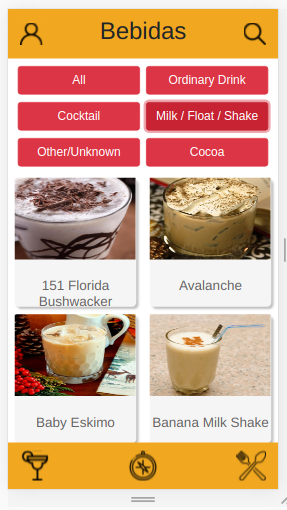 Bebidas
All
Ordinary Drink
Cocktail
Milk / Float / Shake
Other/Unknown
Cocoa
151 Florida
Bushwacker
Avalanche
Baby Eskimo
Banana Milk Shake